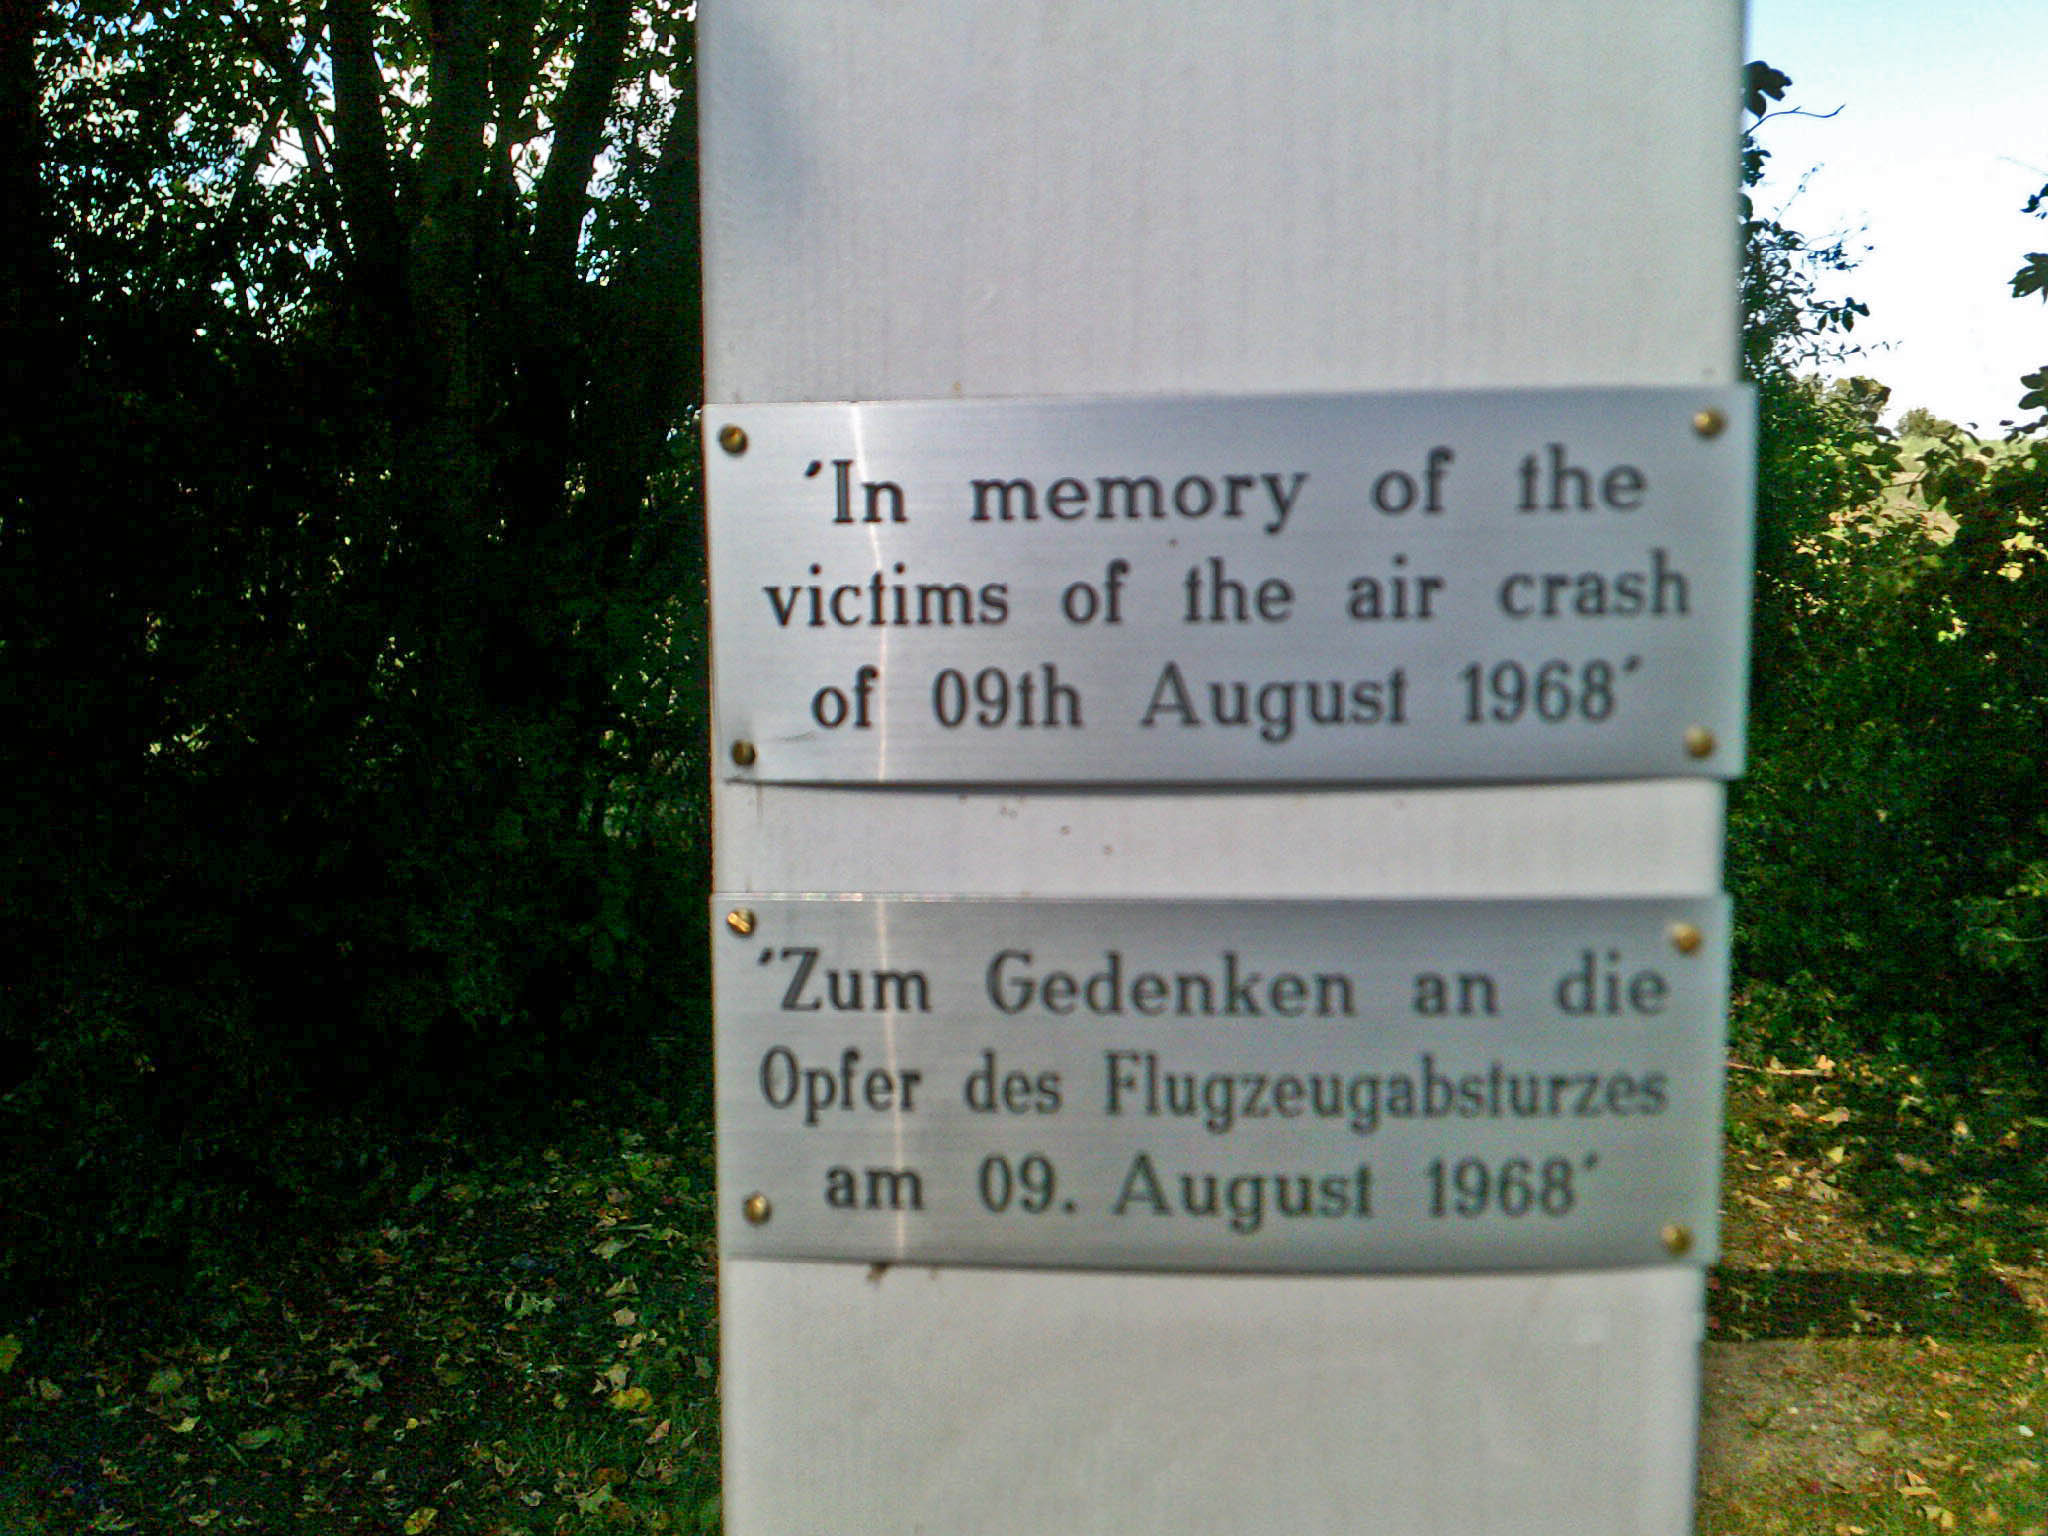 ´In memory of the
victims of the air crash
of 09th August 1968´
´Zum Gedenken an die
Opfer des Flugzeugabsturzes
am 09. August 1968´